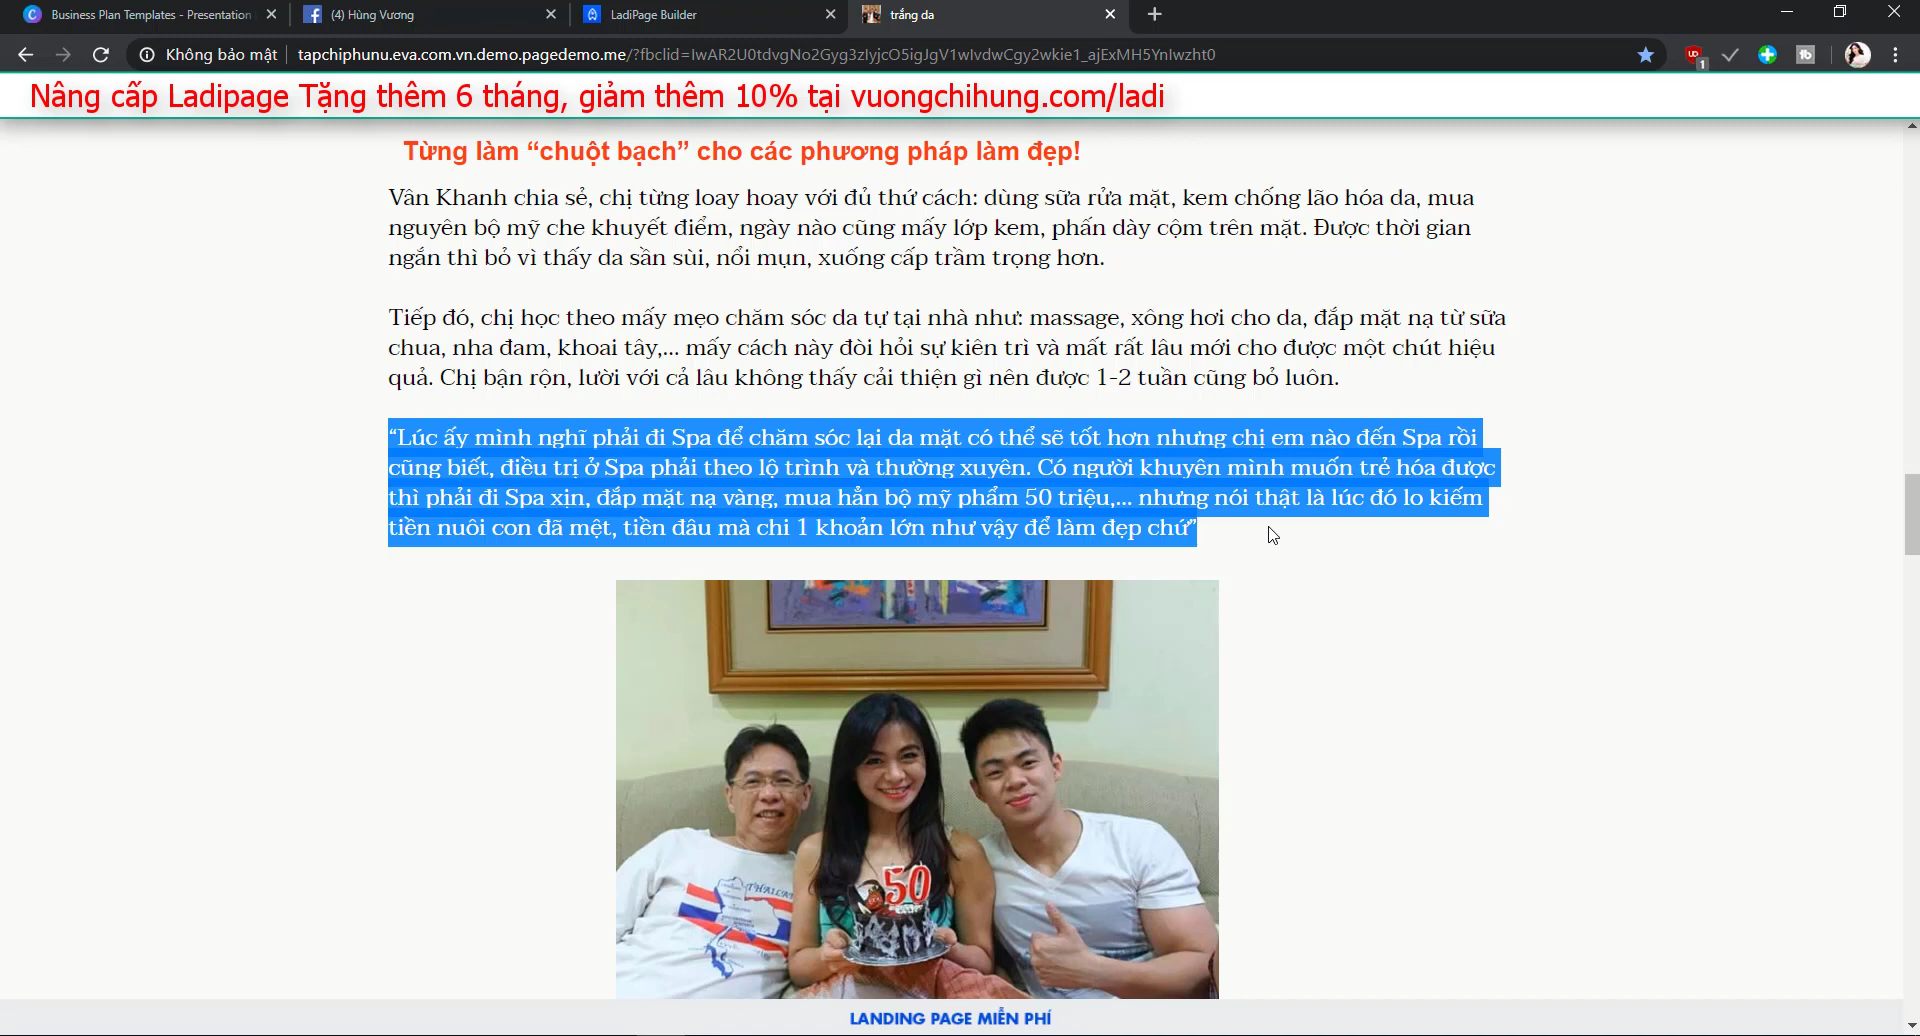 Business Plan Templates - Presentation
(4) Hùng Vương
LadiPage Builder
trắng da
Không bảo mật
tapchiphunu.eva.com.vn.demo.pagedemo.me/?fbclid=IwAR2U0tdvgNo2Gyg3zIyjcO5igJgV1wIvdwCgy2wkie1_ajExMH5YnIwzht0
1
Nâng cấp Ladipage Tặng thêm 6 tháng, giảm thêm 10% tại vuongchihung.com/ladi
Từng làm “chuột bạch” cho các phương pháp làm đẹp!
Vân Khanh chia sẻ, chị từng loay hoay với đủ thứ cách: dùng sữa rửa mặt, kem chống lão hóa da, mua
nguyên bộ mỹ che khuyết điểm, ngày nào cũng mấy lớp kem, phấn dày cộm trên mặt. Được thời gian
ngắn thì bỏ vì thấy da sần sùi, nổi mụn, xuống cấp trầm trọng hơn.
Tiếp đó, chị học theo mấy mẹo chăm sóc da tự tại nhà như: massage, xông hơi cho da, đắp mặt nạ từ sữa
chua, nha đam, khoai tây,... mấy cách này đòi hỏi sự kiên trì và mất rất lâu mới cho được một chút hiệu
quả. Chị bận rộn, lười với cả lâu không thấy cải thiện gì nên được 1-2 tuần cũng bỏ luôn.
“Lúc ấy mình nghĩ phải đi Spa để chăm sóc lại da mặt có thể sẽ tốt hơn nhưng chị em nào đến Spa rồi
cũng biết, điều trị ở Spa phải theo lộ trình và thường xuyên. Có người khuyên mình muốn trẻ hóa được
thì phải đi Spa xịn, đắp mặt nạ vàng, mua hẳn bộ mỹ phẩm 50 triệu,... nhưng nói thật là lúc đó lo kiếm
tiền nuôi con đã mệt, tiền đâu mà chi 1 khoản lớn như vậy để làm đẹp chứ”
THAILAND
50
LANDING PAGE MIỄN PHÍ